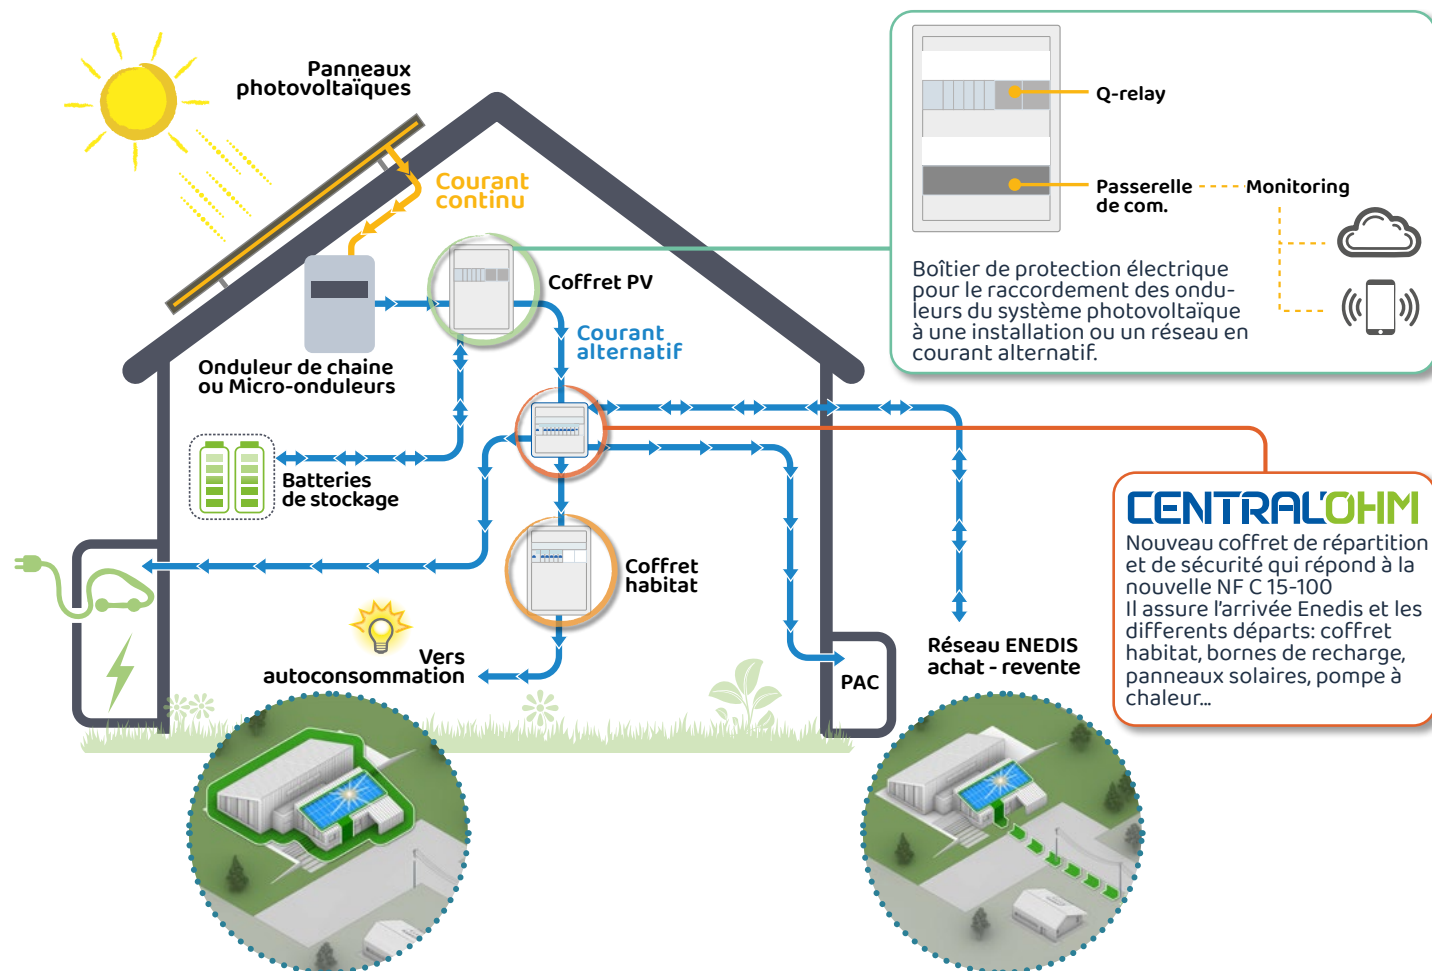 Panneaux
photovoltaïques
Courant
continu
Coffret PV
Courant
alternatif
Onduleur de chaine
ou Micro-onduleurs
Batteries
de stockage
Coffret
habitat
Vers
autoconsommation
PAC
Réseau ENEDIS
achat - revente
Q-relay
Passerelle
de com.
Monitoring
Boîtier de protection électrique
pour le raccordement des ondu-
leurs du système photovoltaïque
à une installation ou un réseau en
courant alternatif.
CENTRAL'OHM
Nouveau coffret de répartition
et de sécurité qui répond à la
nouvelle NF C 15-100
Il assure l'arrivée Enedis et les
differents départs: coffret
habitat, bornes de recharge,
panneaux solaires, pompe à
chaleur...